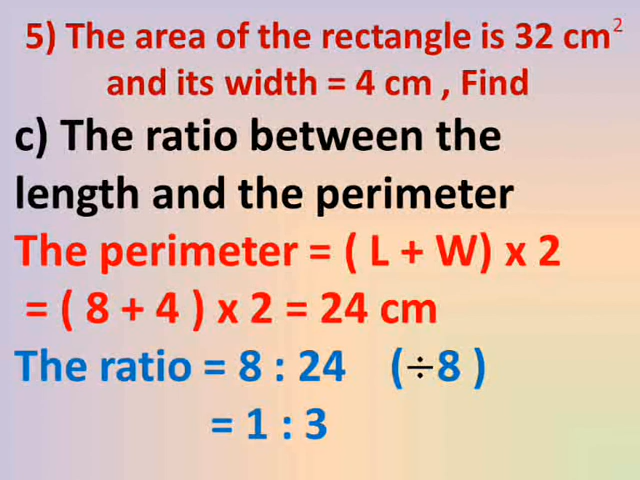 5) The area of the rectangle is 32 cm²
and its width = 4 cm , Find
c) The ratio between the
length and the perimeter
The perimeter = ( L + W) x 2
= ( 8 + 4 ) x 2 = 24 cm
The ratio = 8 : 24 (÷8 )
= 1 : 3